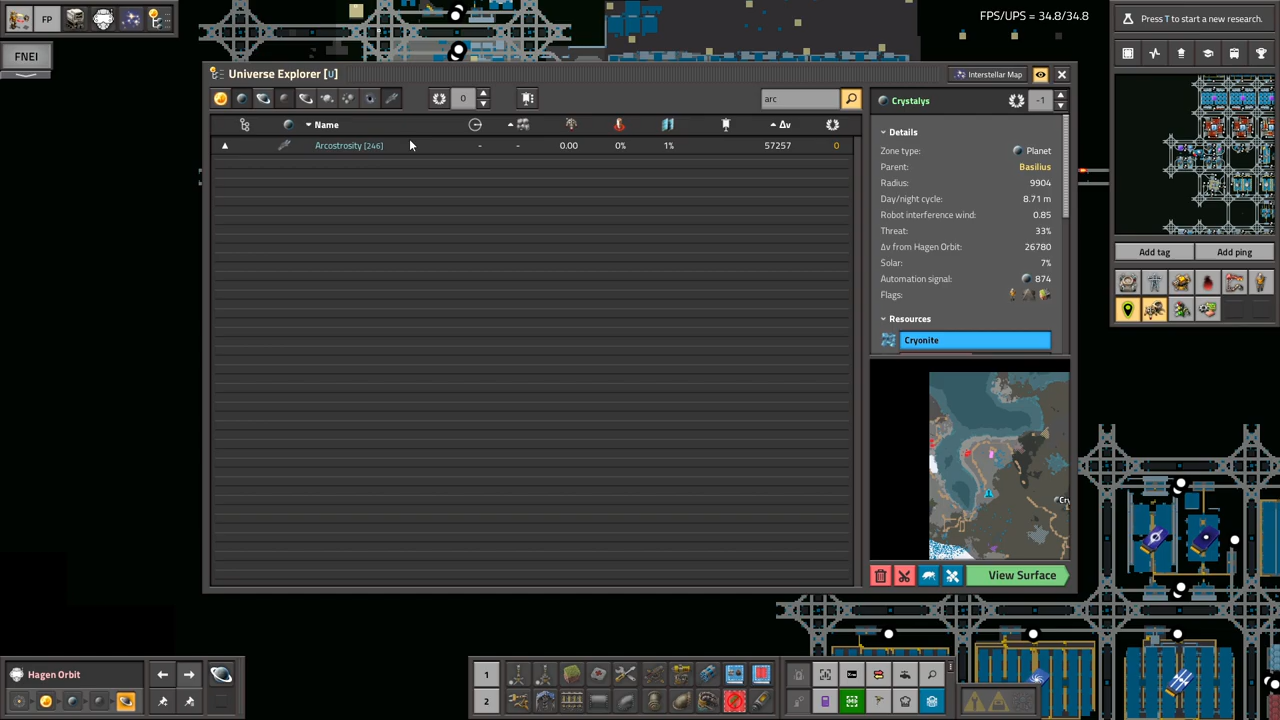 FP
FNEI
FPS/UPS = 34.8/34.8
Press T to start a new research.
Universe Explorer [U]
Interstellar Map
0
arc
Name
Δv
Arcostrosity [246]
-
-
0.00
0%
1%
57257
0
Crystalys
-1
Details
Zone type:
Planet
Parent:
Basilius
Radius:
9904
Day/night cycle:
8.71 m
Robot interference wind:
0.85
Threat:
33%
Δv from Hagen Orbit:
26780
Solar:
7%
Automation signal:
874
Flags:
Resources
Cryonite
View Surface
Add tag
Add ping
Hagen Orbit
1
2